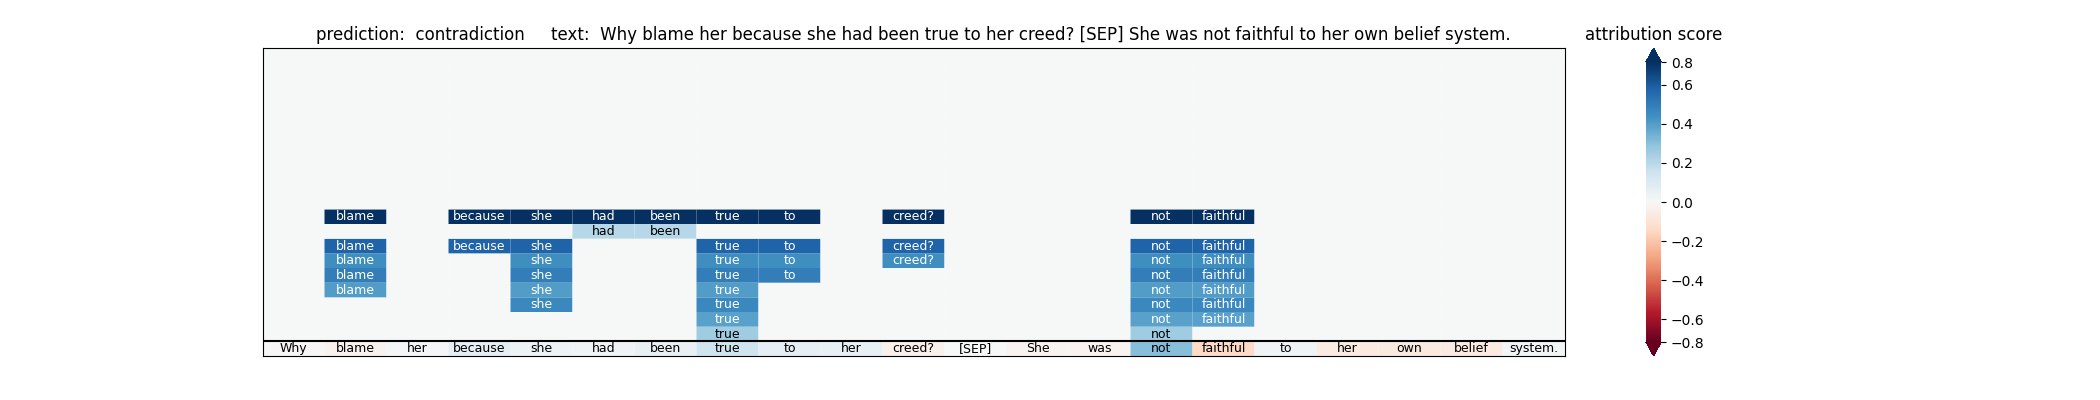 prediction:  contradiction     text:  Why blame her because she had been true to her creed? [SEP] She was not faithful to her own belief system.
attribution score
0.8
0.6
0.4
0.2
0.0
−0.2
−0.4
−0.6
−0.8
blame because she had been true to creed? not faithful
had been
blame because she true to creed? not faithful
blame she true to creed? not faithful
blame she true to not faithful
blame she true not faithful
she true not faithful
true not faithful
true not
Why blame her because she had been true to her creed? [SEP] She was not faithful to her own belief system.